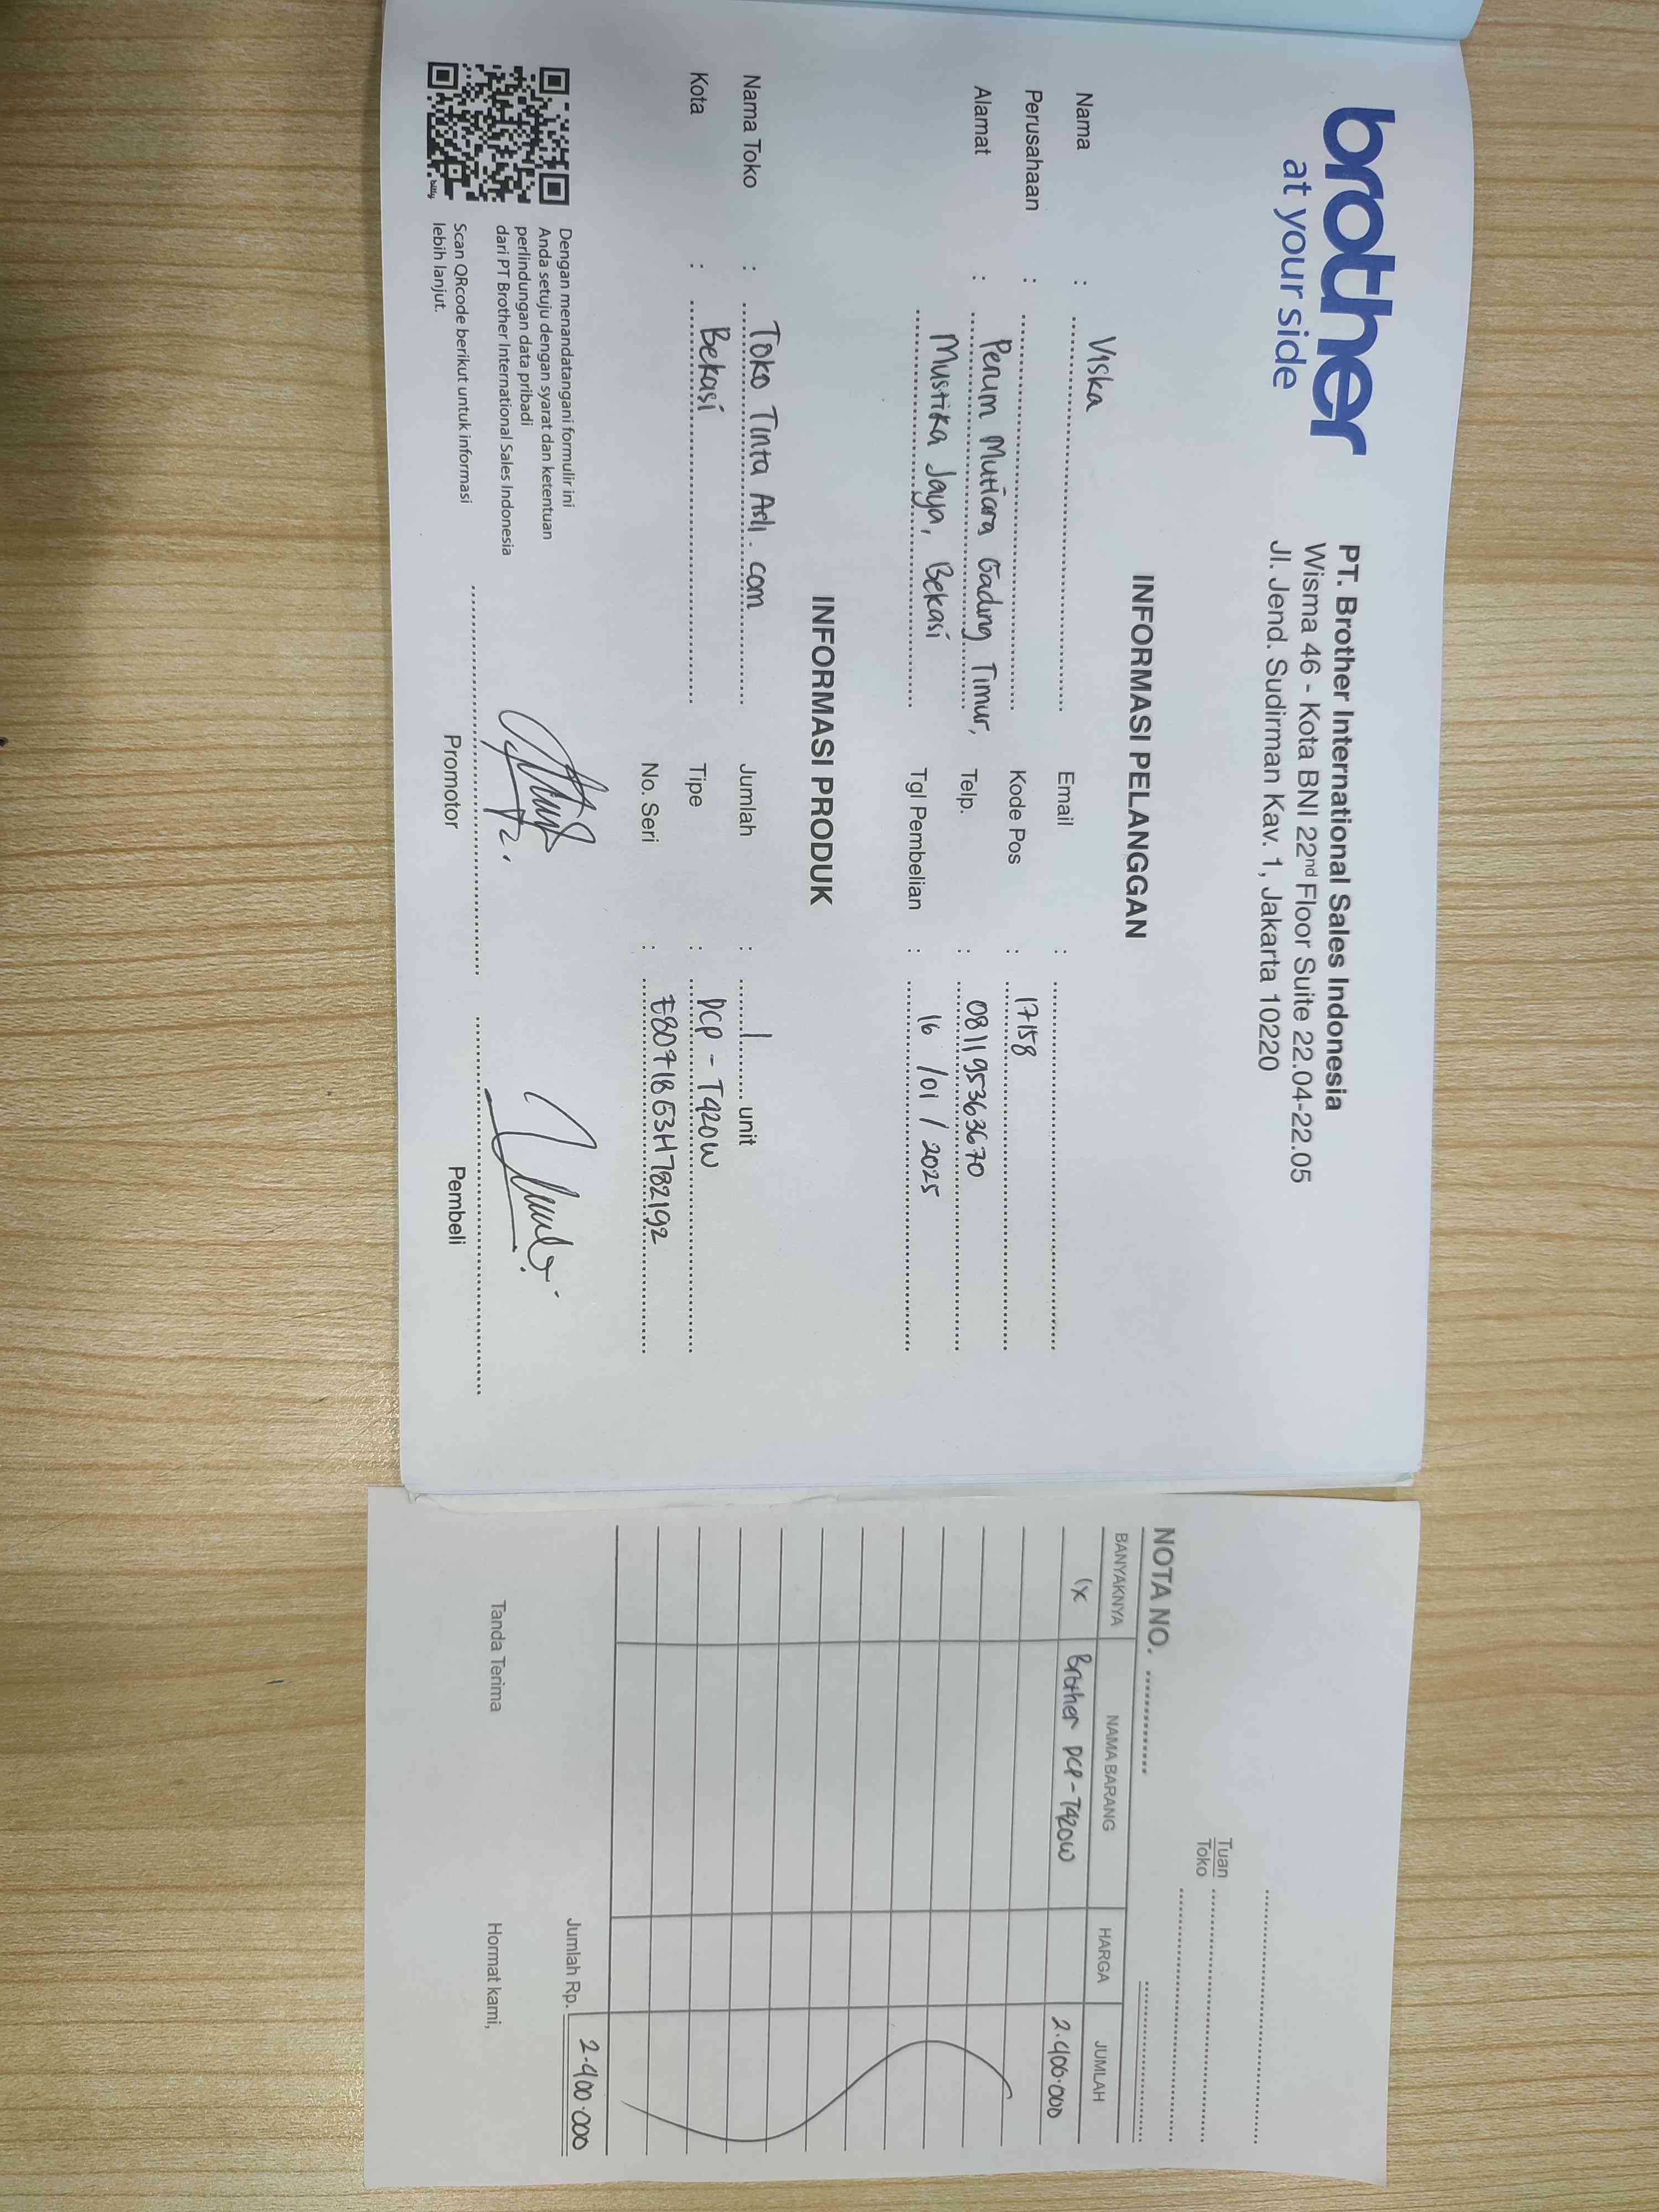 brother
at your side
PT. Brother International Sales Indonesia
Wisma 46 - Kota BNI 22nd Floor Suite 22.04-22.05
Jl. Jend. Sudirman Kav. 1, Jakarta 10220
INFORMASI PELANGGAN
Nama : Viska
Email :
Perusahaan :
Kode Pos : 17158
Alamat : Perum Mutiara Gading Timur,
Telp. : 081195363670
Mustika Jaya, Bekasi
Tgl Pembelian : 16 / 01 / 2025
INFORMASI PRODUK
Nama Toko : Toko Tinta Asli.com
Jumlah : 1 unit
Kota : Bekasi
Tipe : DCP - T420W
No. Seri : E80718G3H782192
Dengan menandatangani formulir ini
Anda setuju dengan syarat dan ketentuan
perlindungan data pribadi
dari PT Brother International Sales Indonesia
Scan QRcode berikut untuk informasi
lebih lanjut.
Promotor
Pembeli
Tuan
Toko
NOTA NO.
BANYAKNYA NAMA BARANG HARGA JUMLAH
1x Brother DCP - T420W 2.400.000
Jumlah Rp. 2.400.000
Tanda Terima Hormat kami,